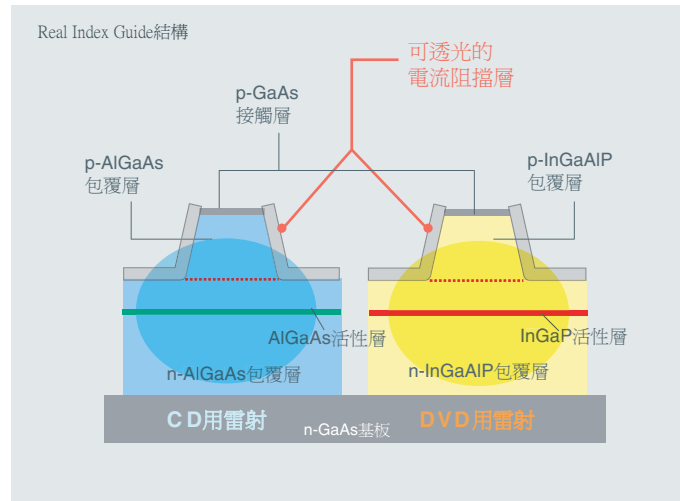 Real Index Guide結構
可透光的
電流阻擋層
p-GaAs
接觸層
p-AlGaAs
包覆層
p-InGaAlP
包覆層
AlGaAs活性層
InGaP活性層
n-AlGaAs包覆層
n-InGaAlP包覆層
CD用雷射
n-GaAs基板
DVD用雷射